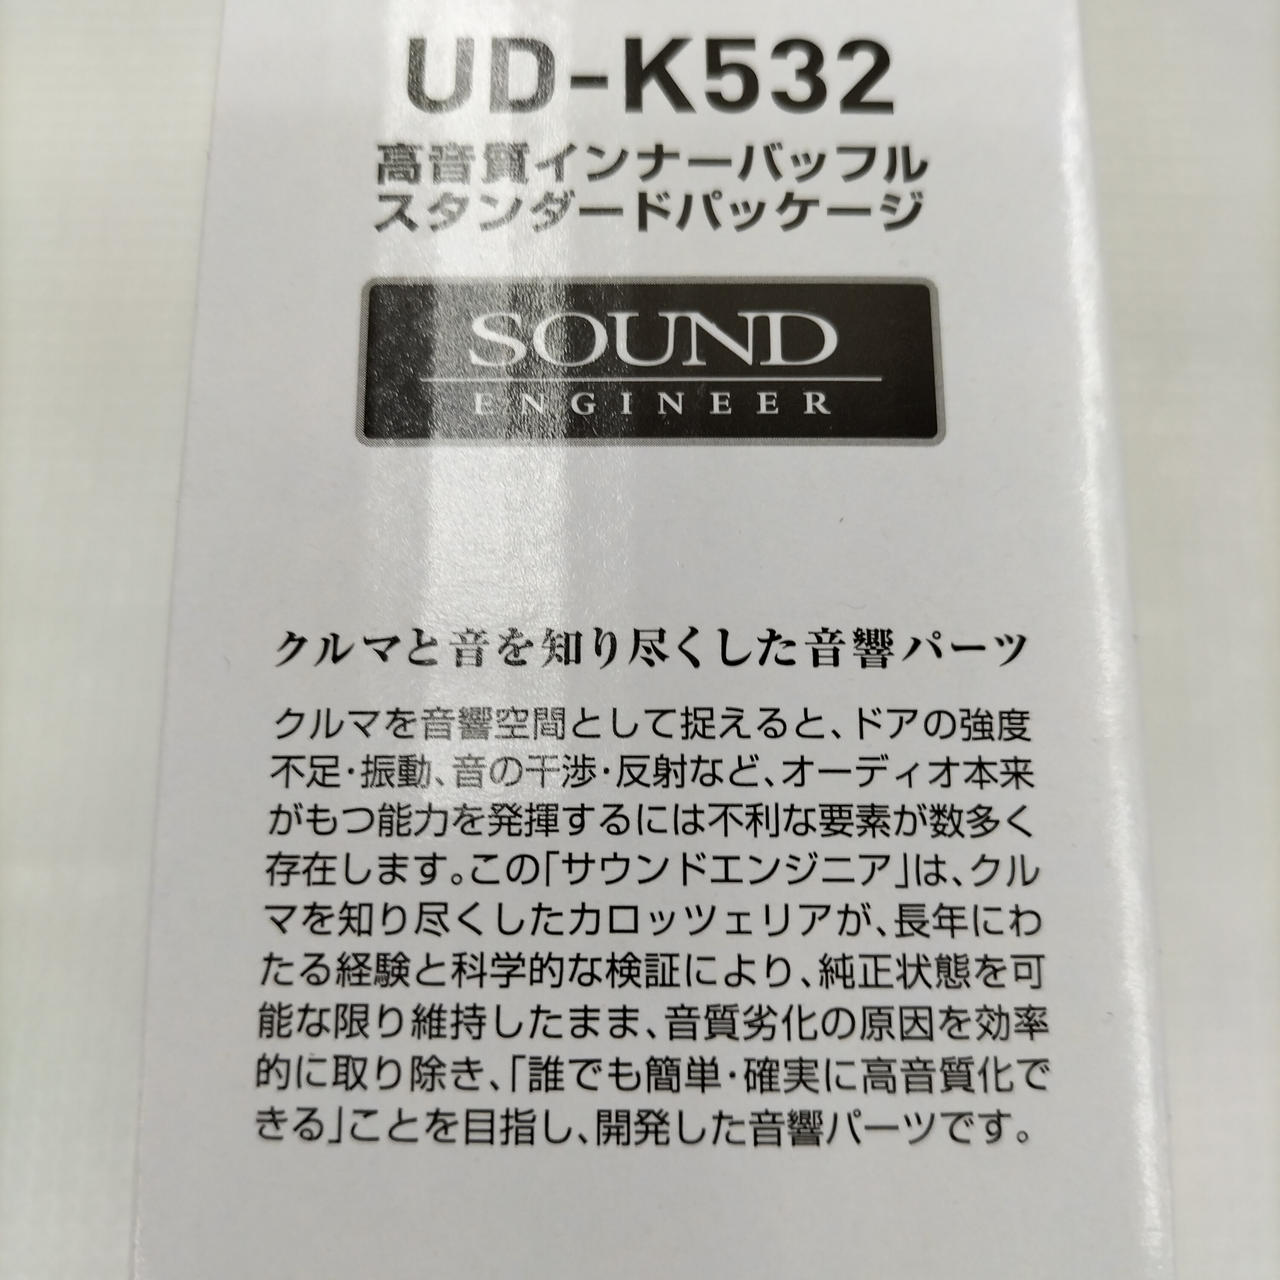 UD-K532
高音質インナーバッフル
スタンダードパッケージ
SOUND
ENGINEER
クルマと音を知り尽くした音響パーツ
クルマを音響空間として捉えると、ドアの強度
不足・振動、音の干渉・反射など、オーディオ本来
がもつ能力を発揮するには不利な要素が数多く
存在します。この「サウンドエンジニア」は、クル
マを知り尽くしたカロッツェリアが、長年にわ
たる経験と科学的な検証により、純正状態を可
能な限り維持したまま、音質劣化の原因を効率
的に取り除き、「誰でも簡単・確実に高音質化で
きる」ことを目指し、開発した音響パーツです。